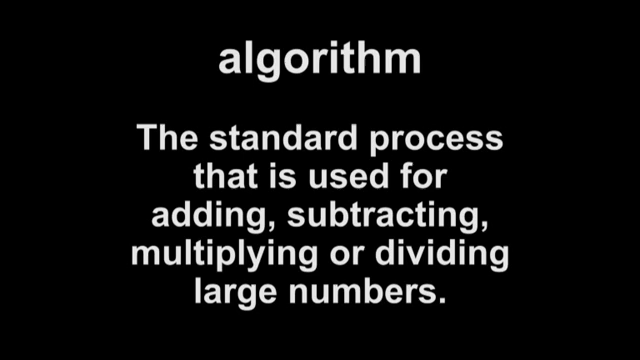 algorithm
The standard process
that is used for
adding, subtracting,
multiplying or dividing
large numbers.